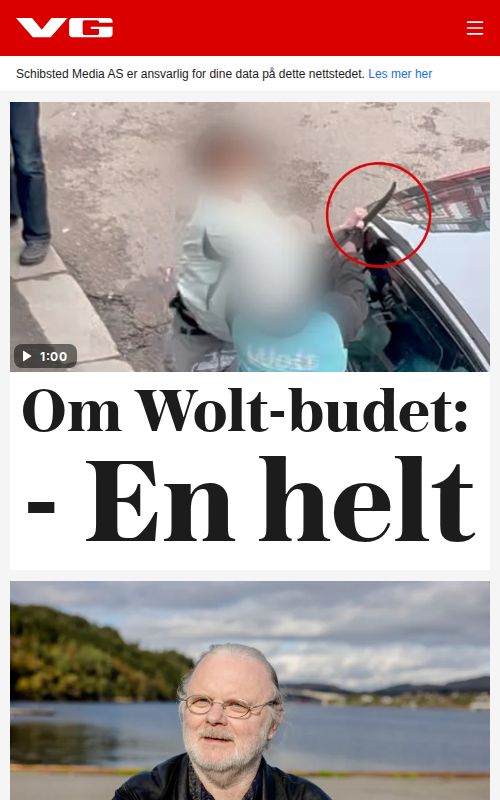 VG
Schibsted Media AS er ansvarlig for dine data på dette nettstedet. Les mer her
1:00
Om Wolt-budet:
- En helt